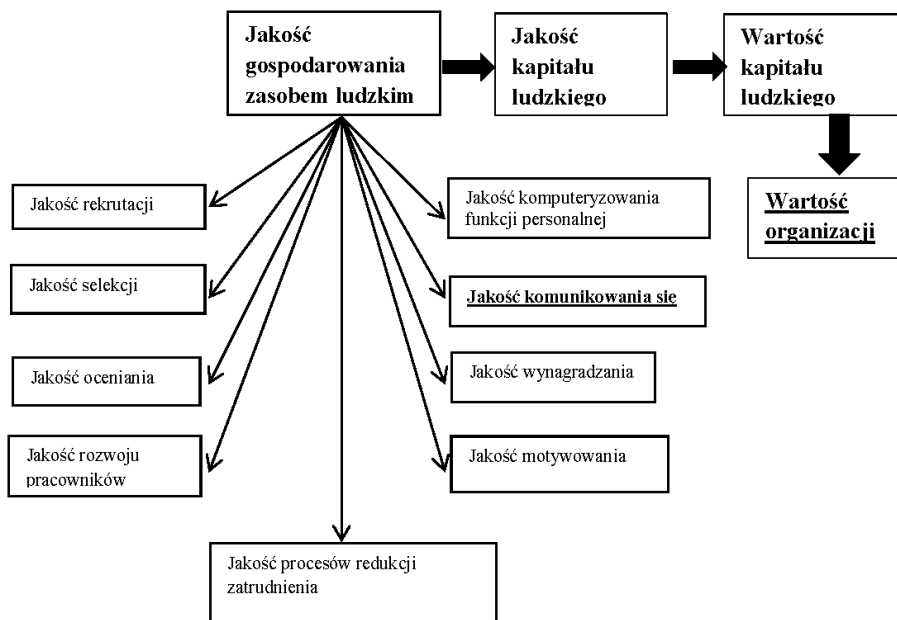 Jakość
gospodarowania
zasobem ludzkim
Jakość
kapitału
ludzkiego
Wartość
kapitału
ludzkiego
Wartość
organizacji
Jakość rekrutacji
Jakość selekcji
Jakość oceniania
Jakość rozwoju
pracowników
Jakość komputeryzowania
funkcji personalnej
Jakość komunikowania się
Jakość wynagradzania
Jakość motywowania
Jakość procesów redukcji
zatrudnienia